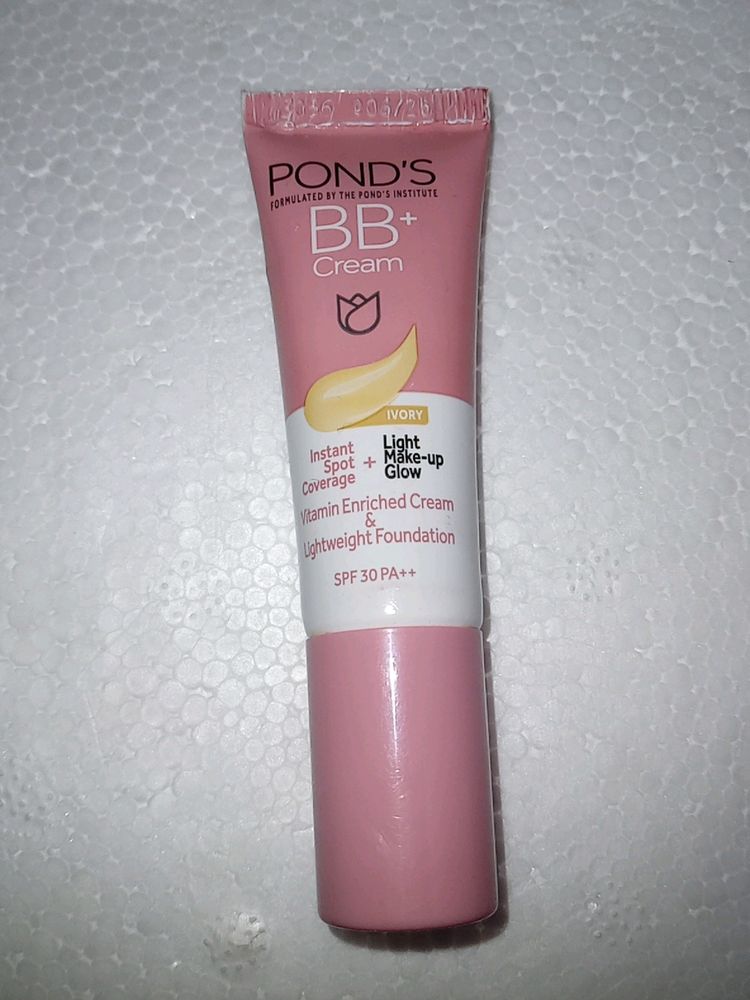 POND'S
FORMULATED BY THE POND'S INSTITUTE
BB+
Cream
IVORY
Instant
Spot
Coverage
+
Light
Make-up
Glow
Vitamin Enriched Cream
&
Lightweight Foundation
SPF 30 PA++